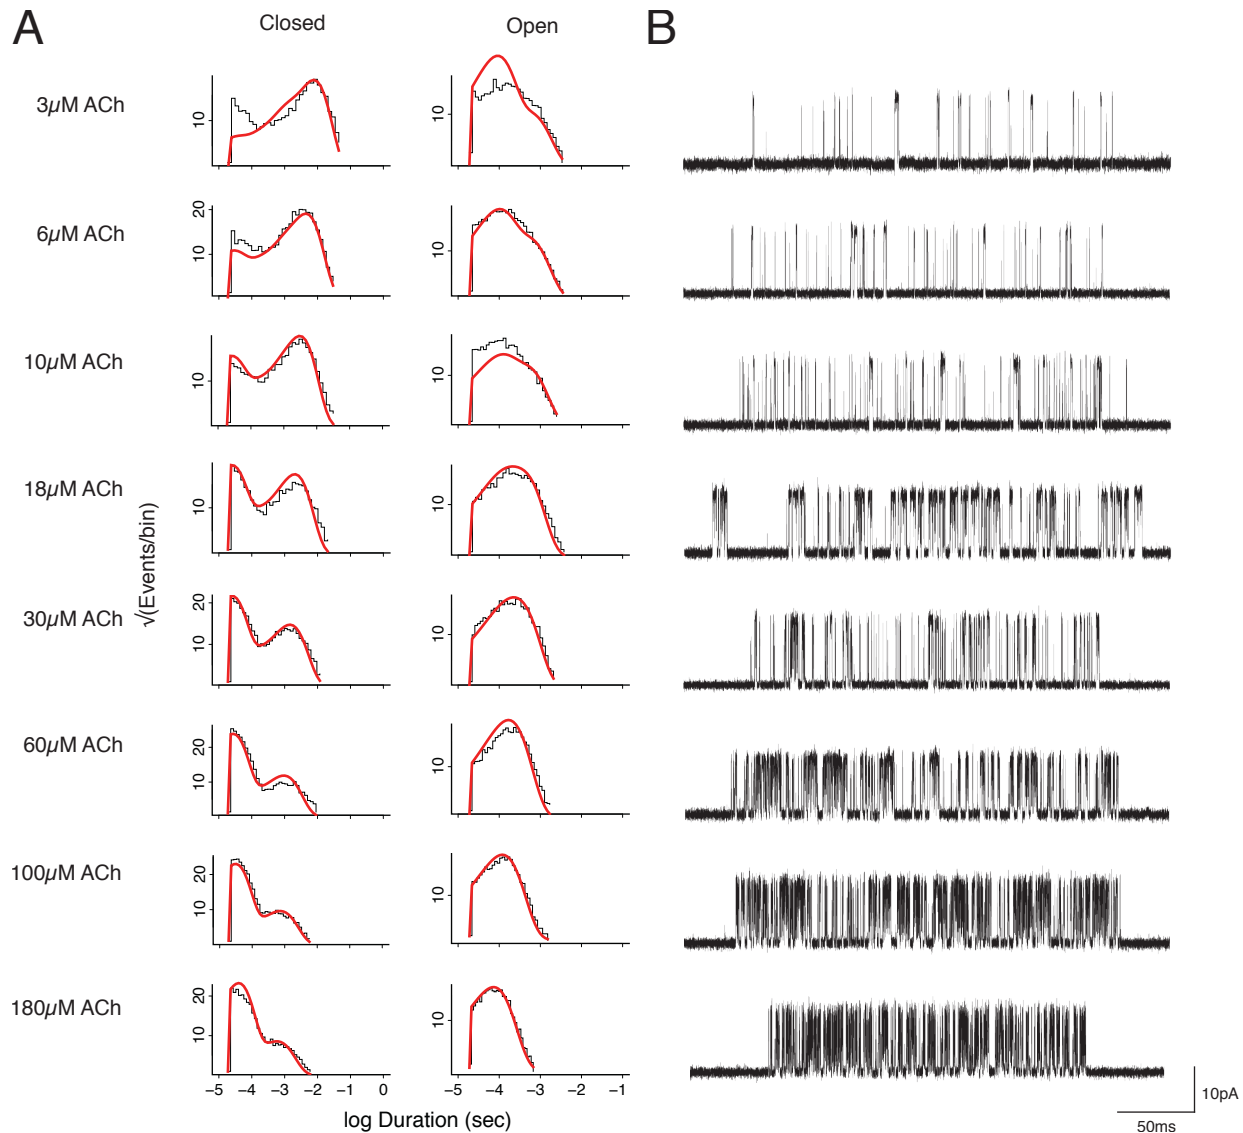 A
Closed
Open
B
3µM ACh
10
10
6µM ACh
20
10
10
10µM ACh
10
10
18µM ACh
10
10
√(Events/bin)
30µM ACh
20
10
10
60µM ACh
20
10
10
100µM ACh
20
10
10
180µM ACh
20
10
10
−5 −4 −3 −2 −1 0
−5 −4 −3 −2 −1
log Duration (sec)
10pA
50ms